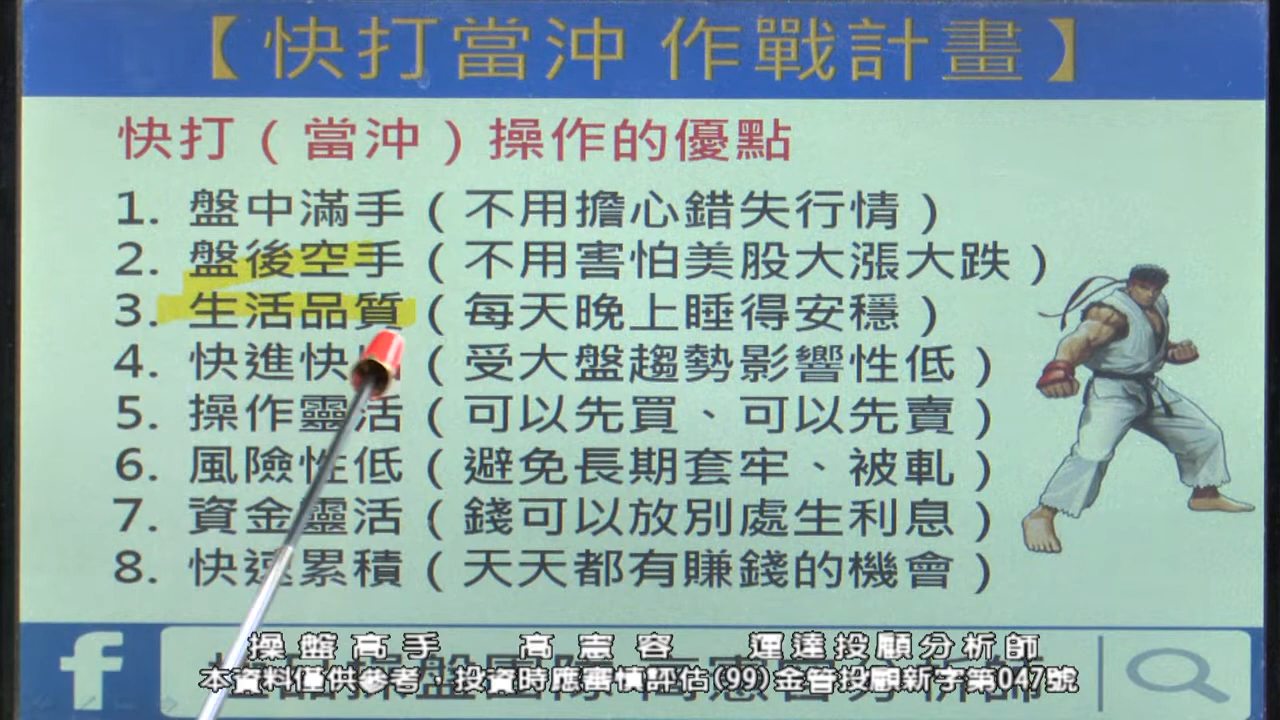 【快打當沖 作戰計畫】
快打（當沖）操作的優點
1. 盤中滿手（不用擔心錯失行情）
2. 盤後空手（不用害怕美股大漲大跌）
3. 生活品質（每天晚上睡得安穩）
4. 快進快（受大盤趨勢影響性低）
5. 操作靈活（可以先買、可以先賣）
6. 風險性低（避免長期套牢、被軋）
7. 資金靈活（錢可以放別處生利息）
8. 快速累積（天天都有賺錢的機會）
操盤高手 高憲容 運達投顧分析師
本資料僅供參考，投資時應審慎評估(99)金管投顧新字第047號